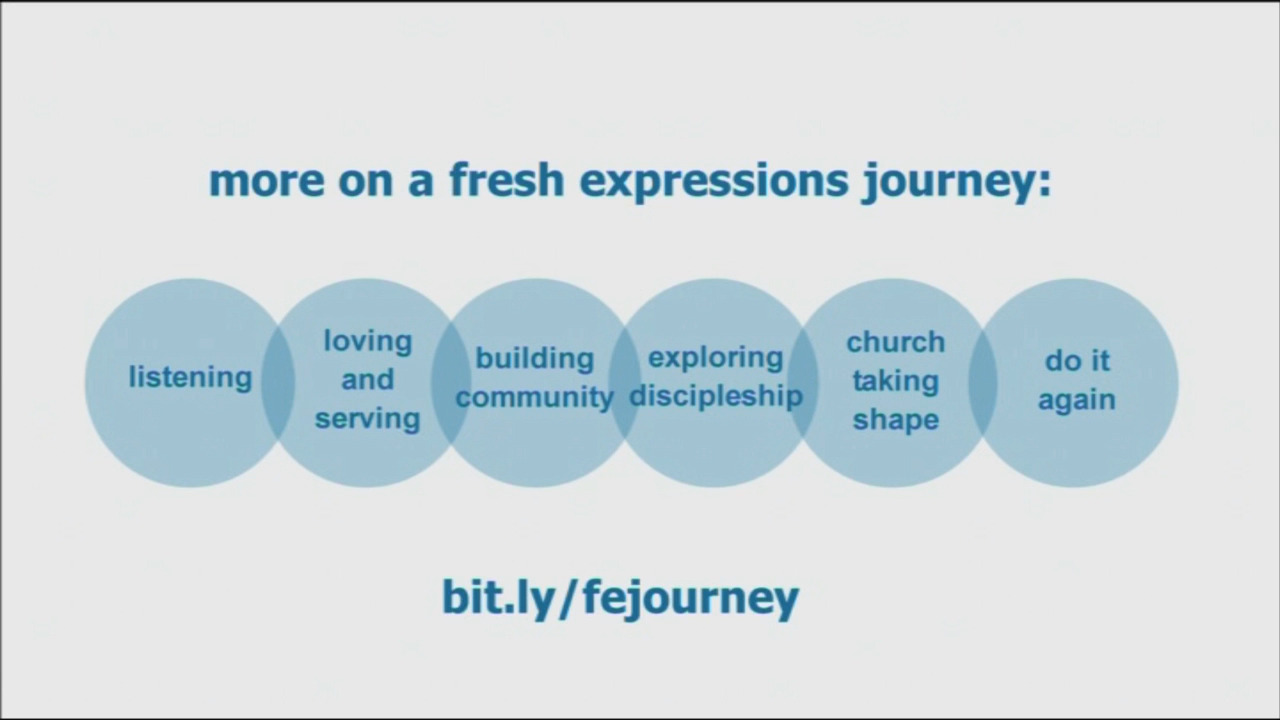 more on a fresh expressions journey:
listening
loving
and
serving
building
community
exploring
discipleship
church
taking
shape
do it
again
bit.ly/fejourney